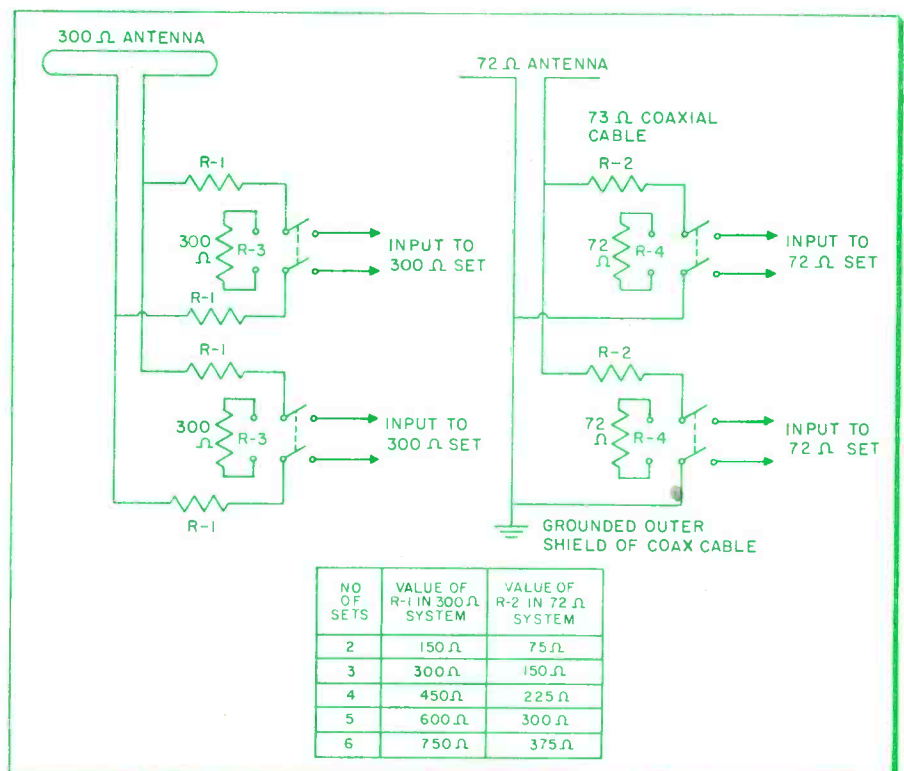 300 Ω ANTENNA
R-1
300
Ω
R-3
INPUT TO
300 Ω SET
R-1
R-1
300
Ω
R-3
INPUT TO
300 Ω SET
R-1
72 Ω ANTENNA
73 Ω COAXIAL
CABLE
R-2
72
Ω
R-4
INPUT TO
72 Ω SET
R-2
72
Ω
R-4
INPUT TO
72 Ω SET
GROUNDED OUTER
SHIELD OF COAX CABLE
NO
OF
SETS
VALUE OF
R-1 IN 300 Ω
SYSTEM
VALUE OF
R-2 IN 72 Ω
SYSTEM
2 150 Ω 75 Ω
3 300 Ω 150 Ω
4 450 Ω 225 Ω
5 600 Ω 300 Ω
6 750 Ω 375 Ω